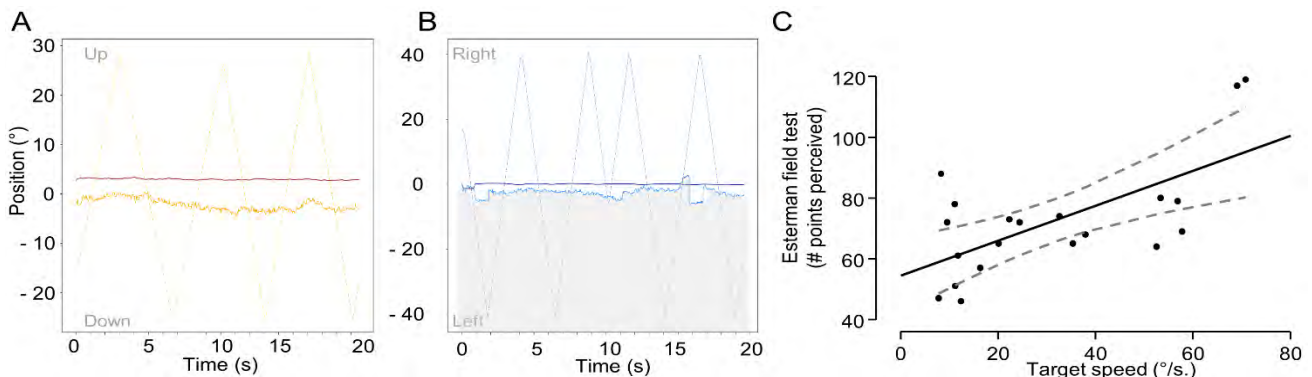 A
B
C
Position (°)
30
20
10
0
- 10
- 20
Up
Down
0
5
10
15
20
Time (s)
40
20
0
- 20
- 40
Right
Left
0
5
10
15
20
Time (s)
Esterman field test
(# points perceived)
120
100
80
60
40
0
20
40
60
80
Target speed (°/s.)